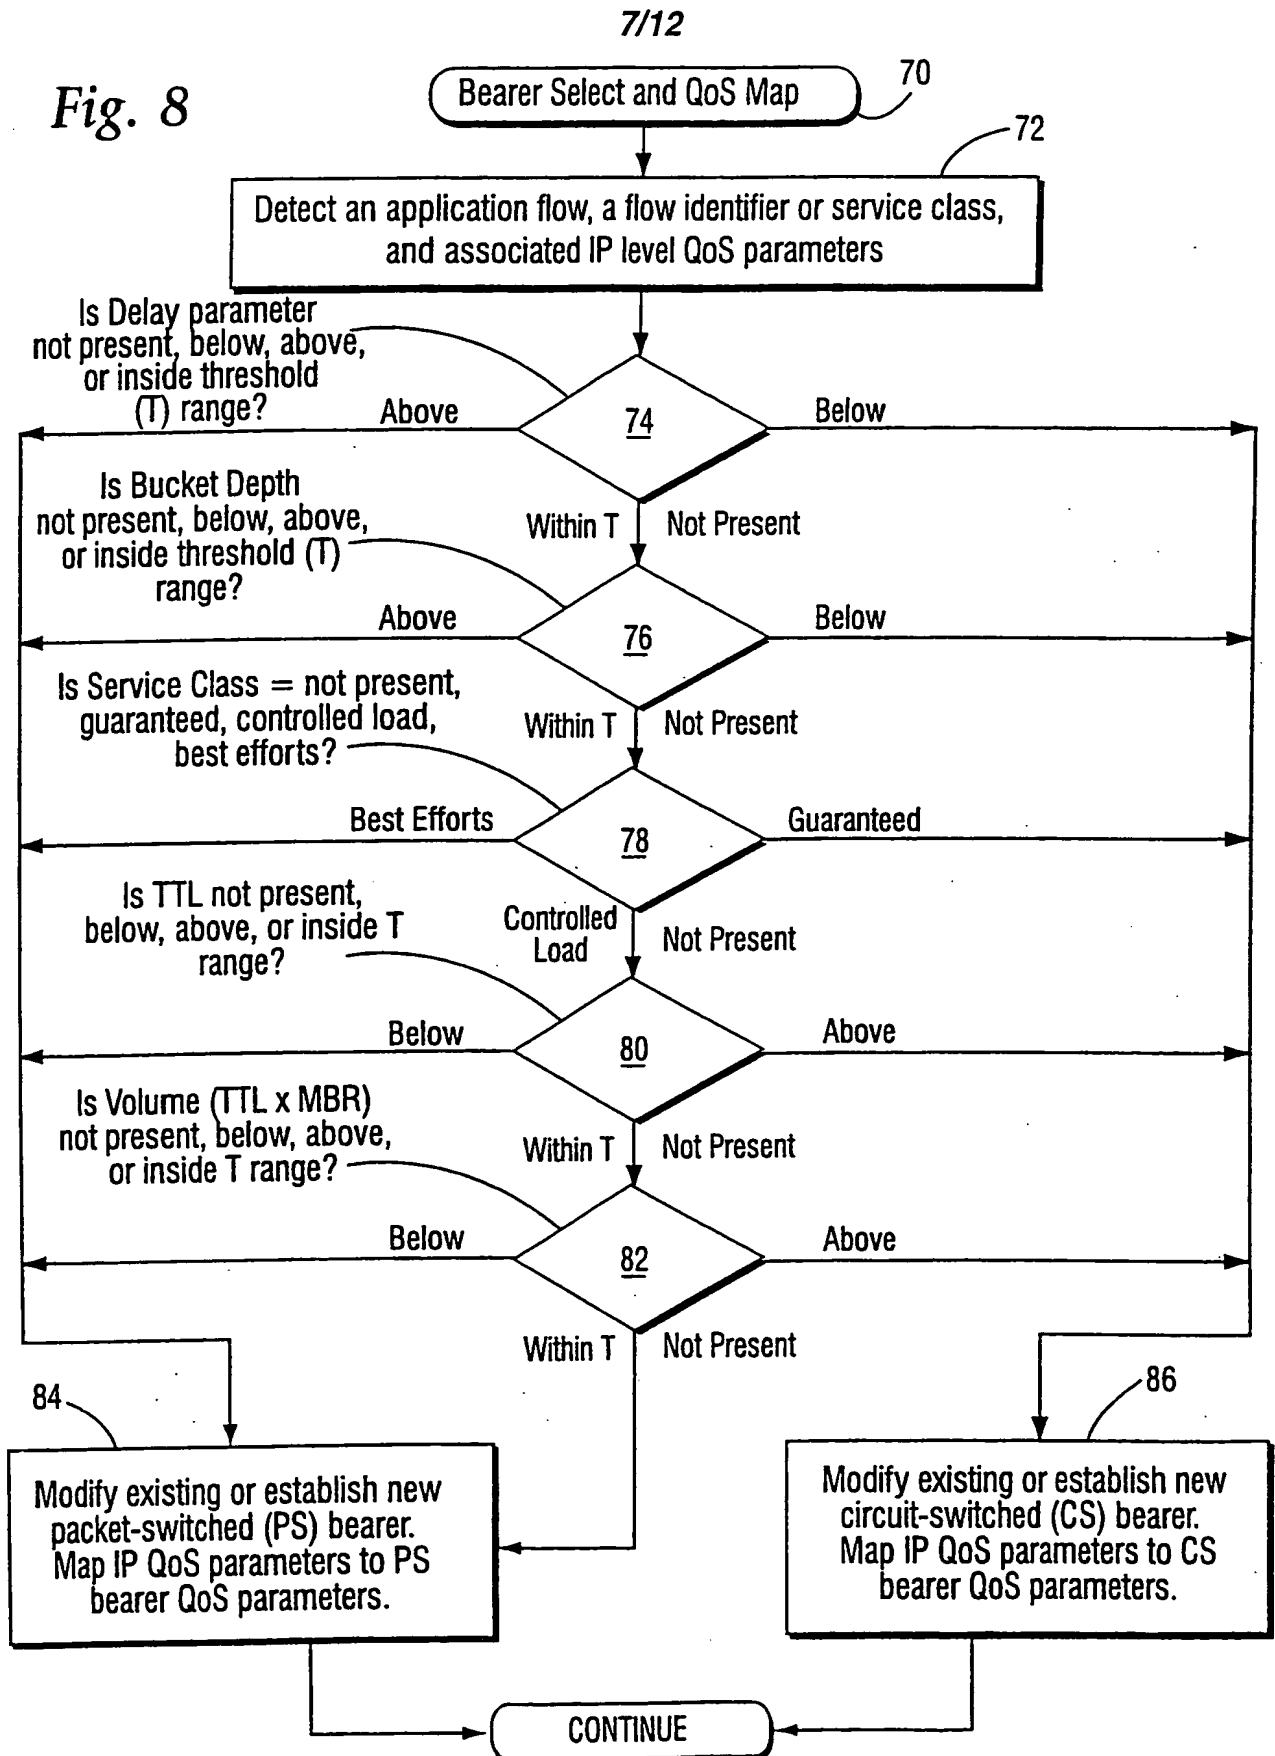 7/12
Fig. 8
Bearer Select and QoS Map
70
72
Detect an application flow, a flow identifier or service class,
and associated IP level QoS parameters
Is Delay parameter
not present, below, above,
or inside threshold
(T) range?
Above
74
Below
Within T
Not Present
Is Bucket Depth
not present, below, above,
or inside threshold (T)
range?
Above
76
Below
Within T
Not Present
Is Service Class = not present,
guaranteed, controlled load,
best efforts?
Best Efforts
78
Guaranteed
Controlled
Load
Not Present
Is TTL not present,
below, above, or inside T
range?
Below
80
Above
Within T
Not Present
Is Volume (TTL x MBR)
not present, below, above,
or inside T range?
Below
82
Above
Within T
Not Present
84
Modify existing or establish new
packet-switched (PS) bearer.
Map IP QoS parameters to PS
bearer QoS parameters.
86
Modify existing or establish new
circuit-switched (CS) bearer.
Map IP QoS parameters to CS
bearer QoS parameters.
CONTINUE